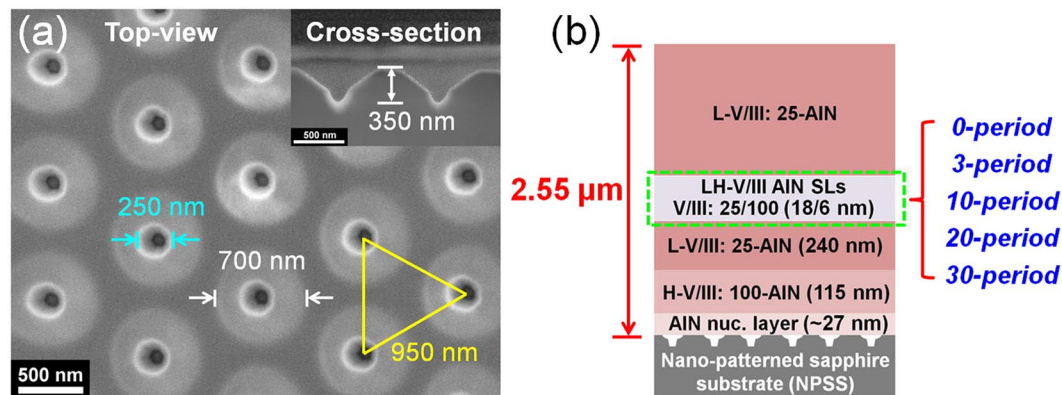 (a)
Top-view
Cross-section
350 nm
500 nm
250 nm
700 nm
950 nm
500 nm
(b)
2.55 µm
L-V/III: 25-AlN
LH-V/III AlN SLs
V/III: 25/100 (18/6 nm)
L-V/III: 25-AlN (240 nm)
H-V/III: 100-AlN (115 nm)
AlN nuc. layer (~27 nm)
Nano-patterned sapphire
substrate (NPSS)
0-period
3-period
10-period
20-period
30-period